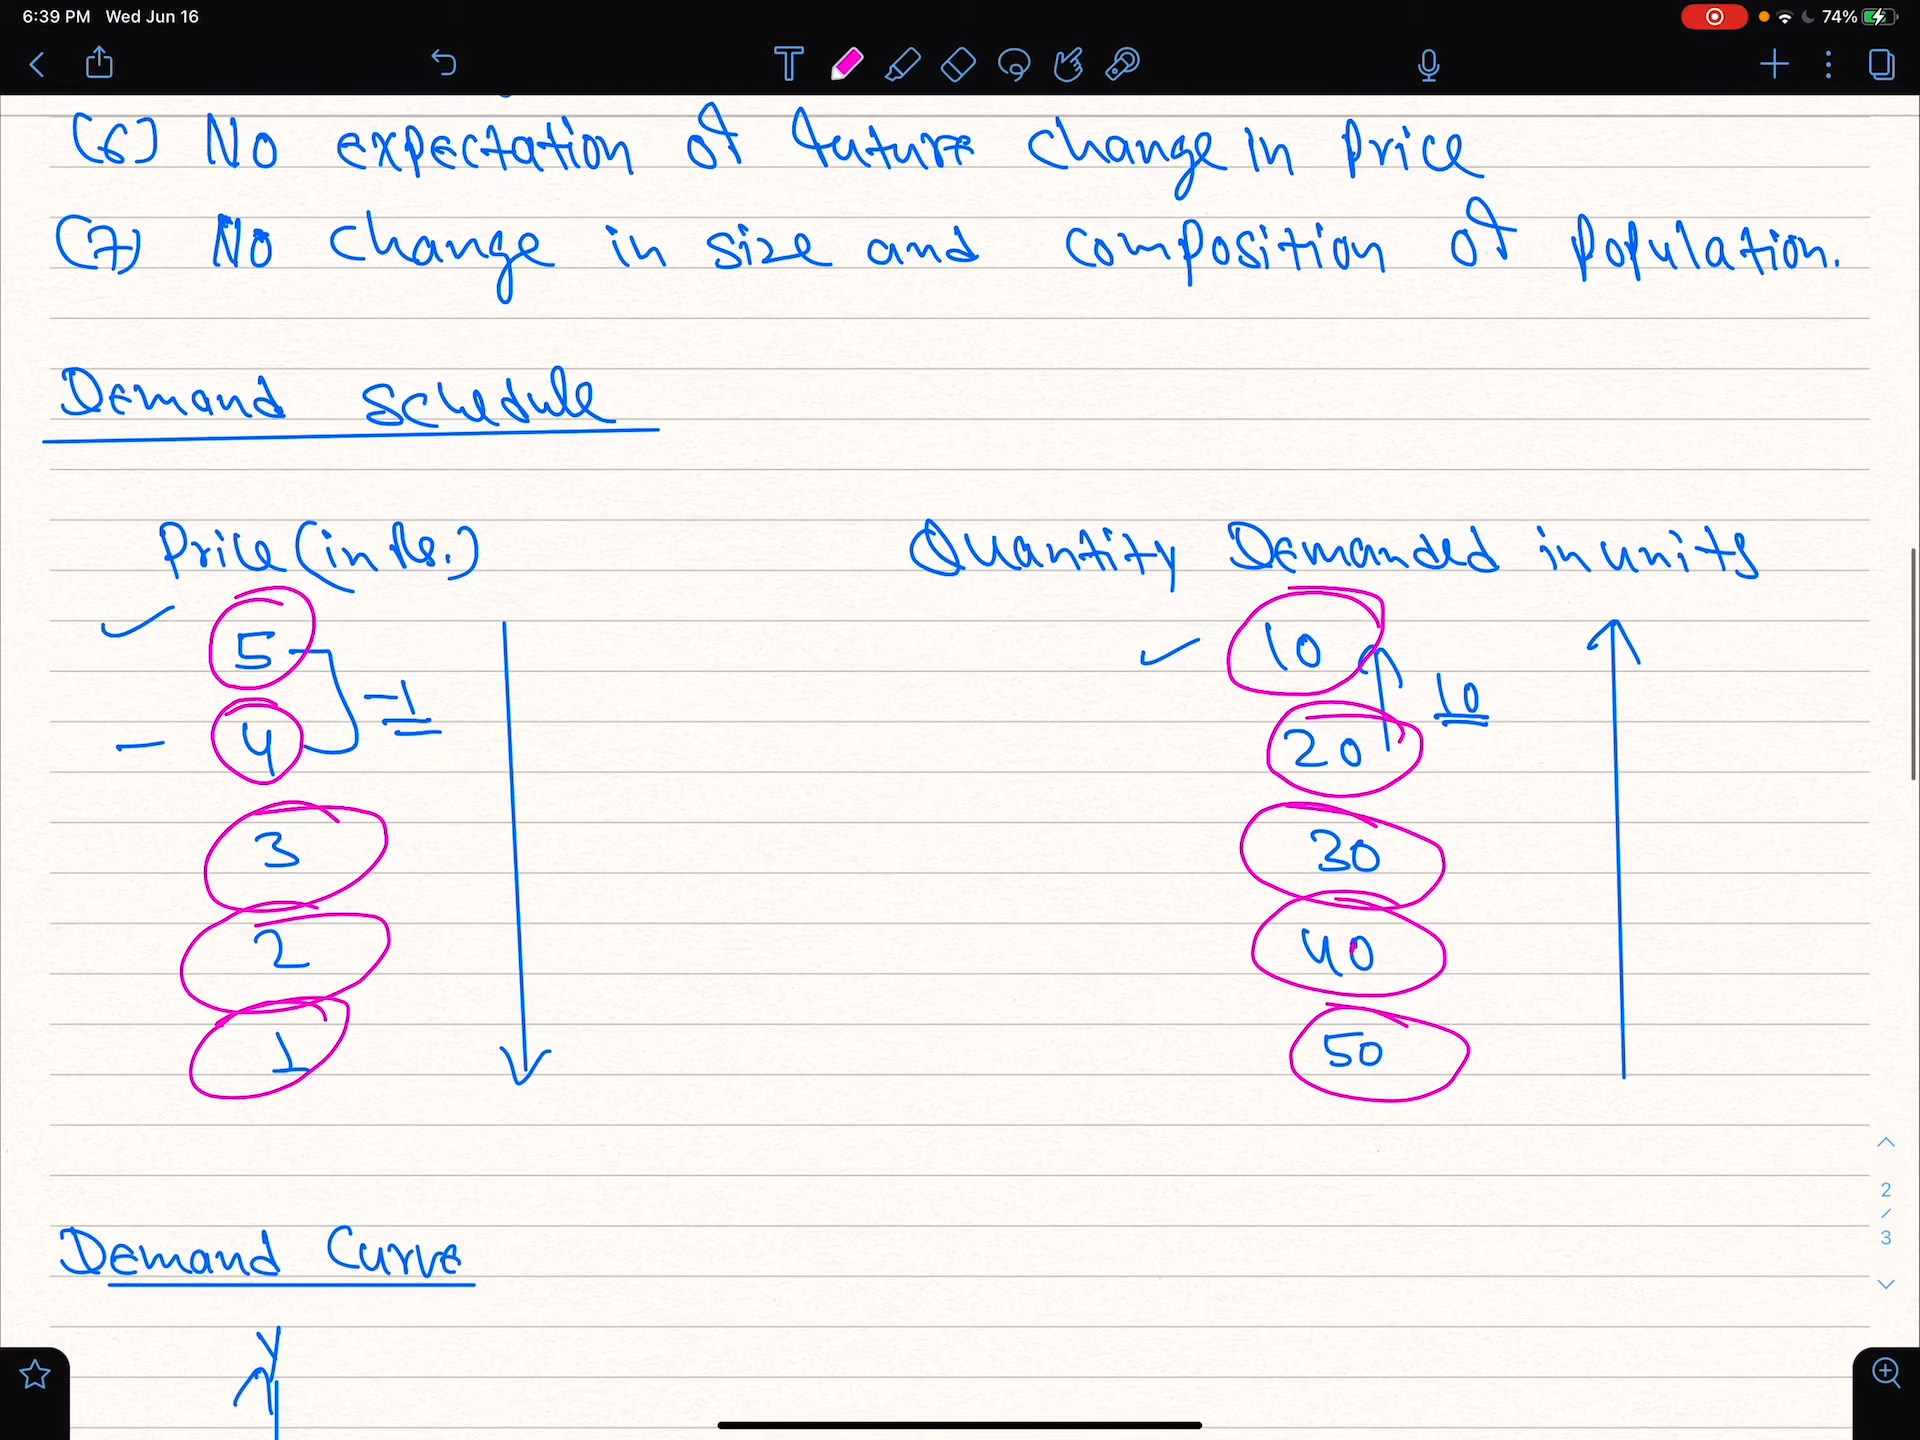 6:39 PM Wed Jun 16
74%
(6) No expectation of future change in Price
(7) No change in size and composition of Population.
Demand Schedule
Price (in Rs.) Quantity Demanded in units
5 10
-1 10
4 20
3 30
2 40
1 50
2
/
3
Demand Curve
Y